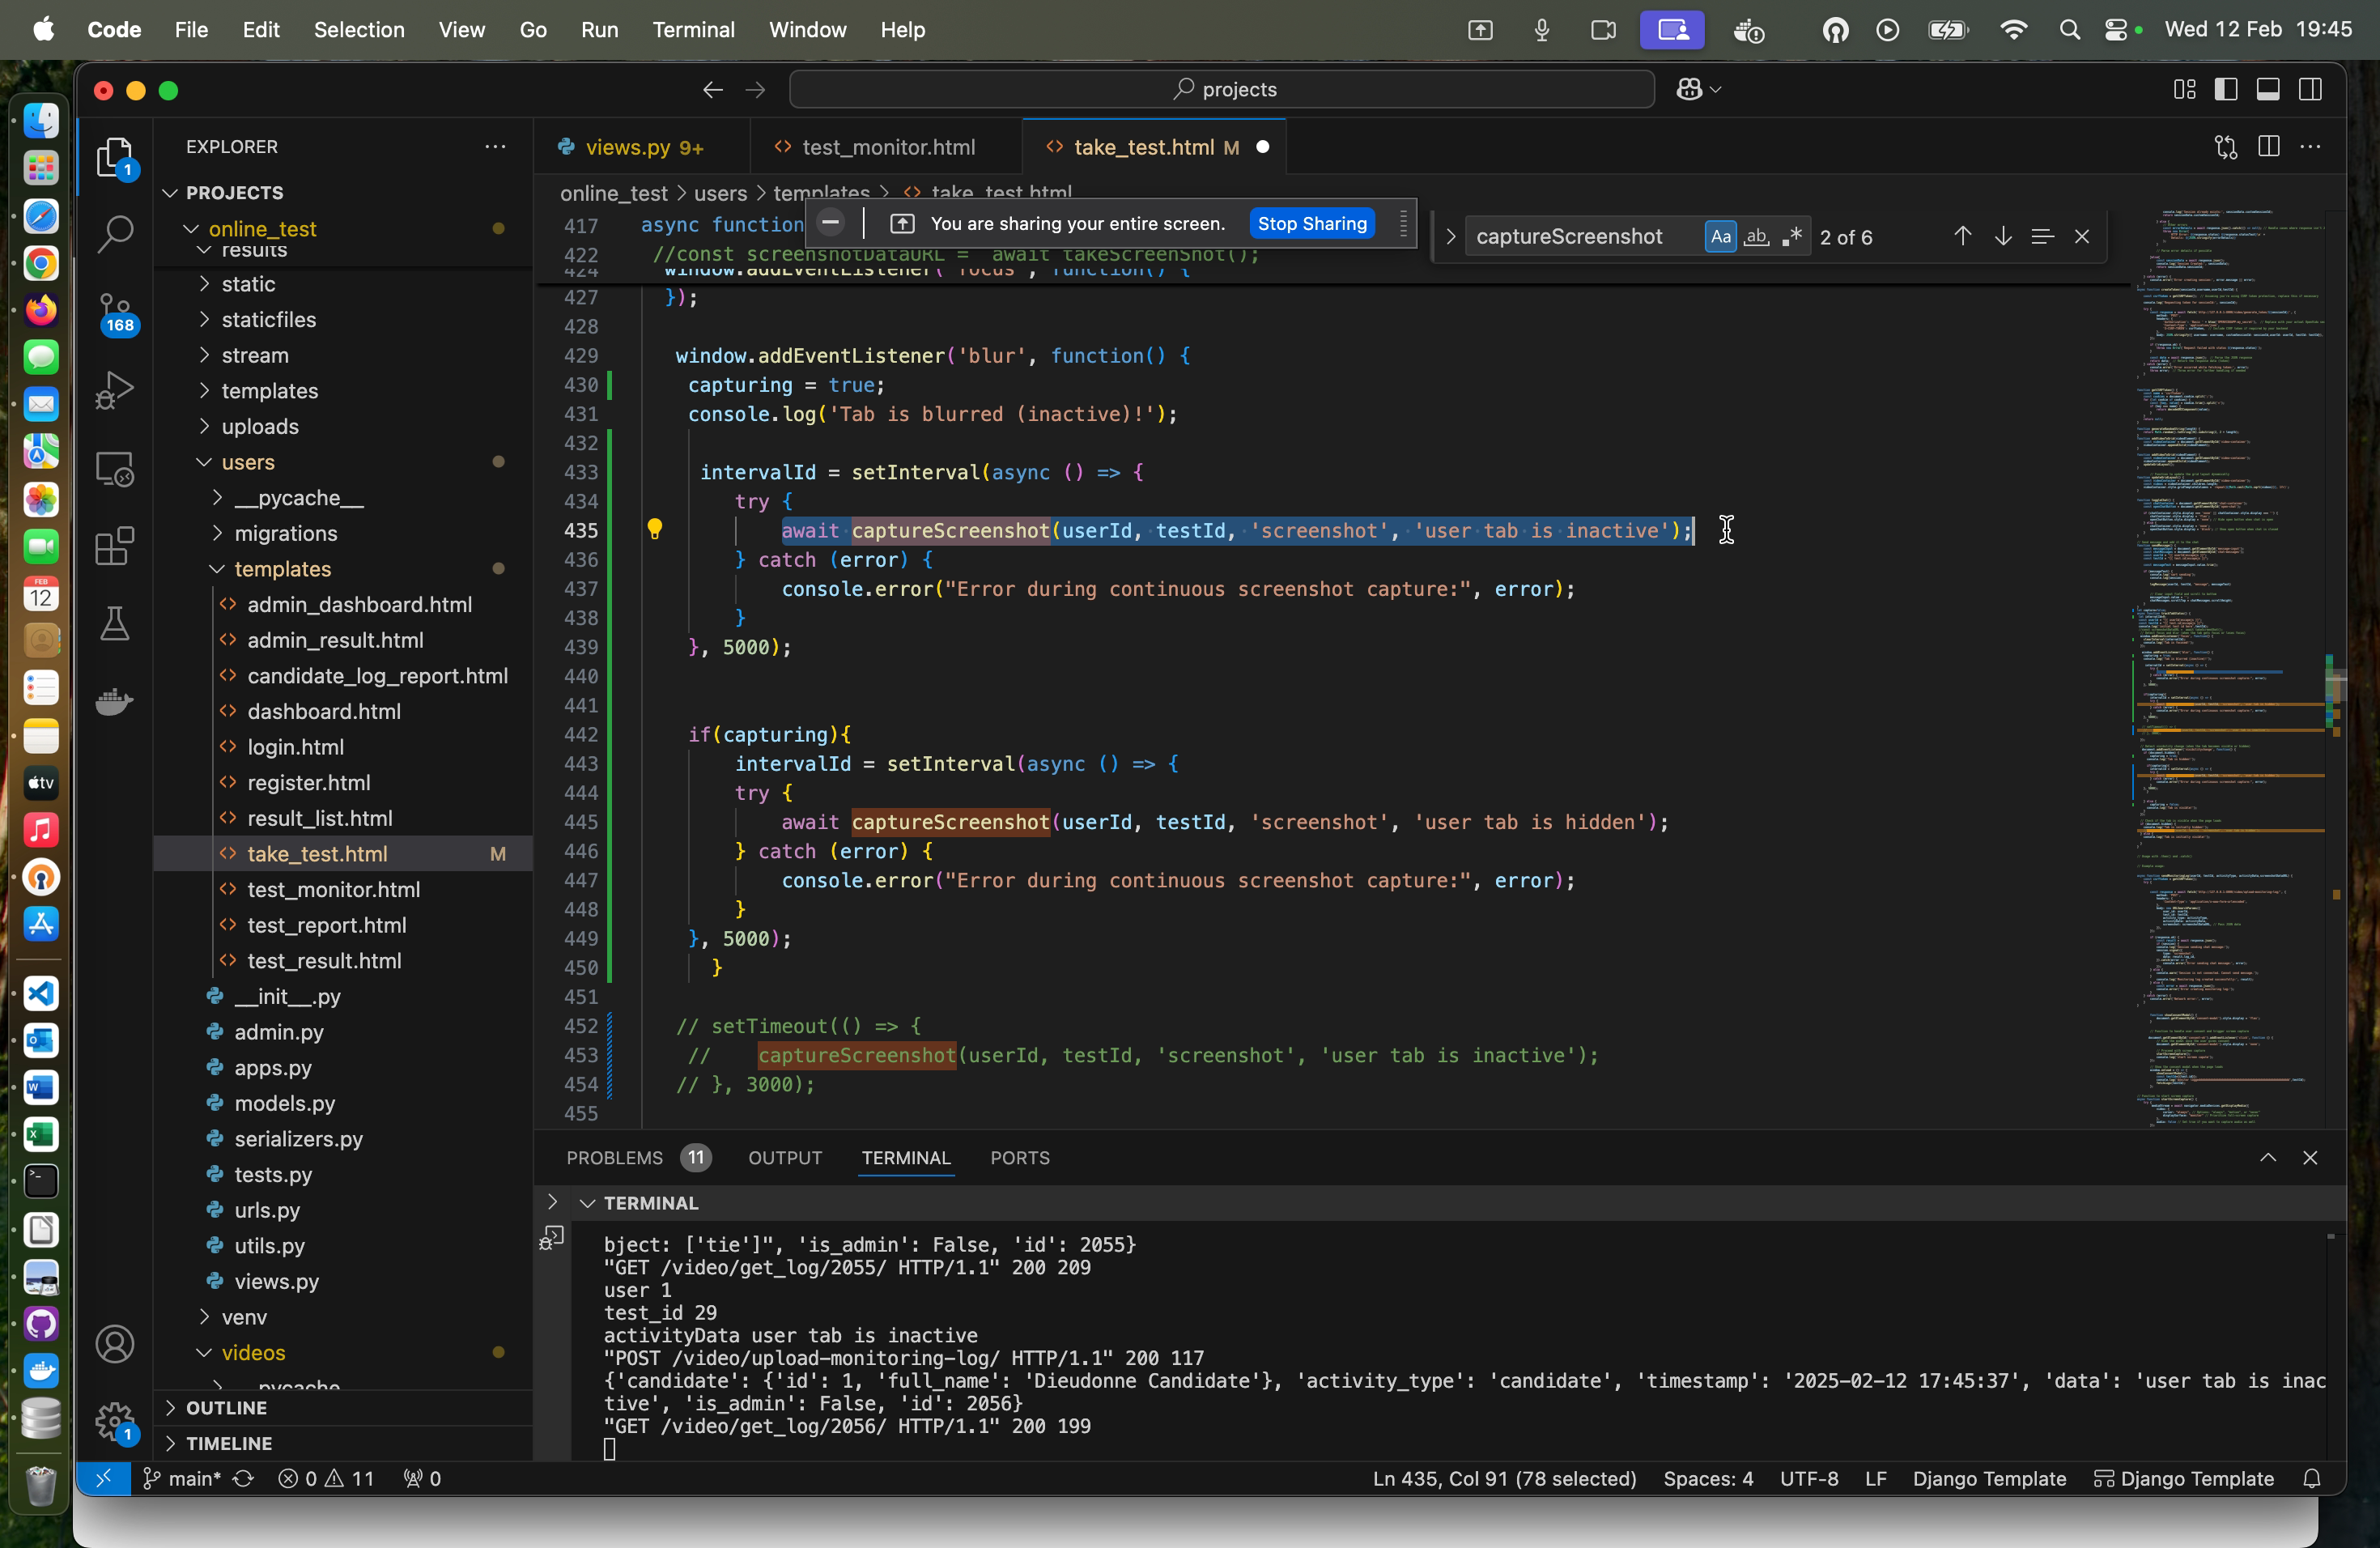 Code File Edit Selection View Go Run Terminal Window Help Wed 12 Feb 19:45
projects
EXPLORER
PROJECTS
online_test
results
static
staticfiles
stream
templates
uploads
users
__pycache__
migrations
templates
admin_dashboard.html
admin_result.html
candidate_log_report.html
dashboard.html
login.html
register.html
result_list.html
take_test.html M
test_monitor.html
test_report.html
test_result.html
__init__.py
admin.py
apps.py
models.py
serializers.py
tests.py
urls.py
utils.py
views.py
venv
videos
pycache
OUTLINE
TIMELINE
1
168
1
FEB
12
tv
views.py 9+ test_monitor.html take_test.html M
online_test > users > templates > take_test.html
You are sharing your entire screen. Stop Sharing
captureScreenshot Aa ab .* 2 of 6
417 async function
422 //const screenshotDataURL = await takeScreenShot();
424 window.addEventListener('focus', function() {
427 });
428
429 window.addEventListener('blur', function() {
430 capturing = true;
431 console.log('Tab is blurred (inactive)!');
432
433 intervalId = setInterval(async () => {
434 try {
435 await captureScreenshot(userId, testId, 'screenshot', 'user tab is inactive');
436 } catch (error) {
437 console.error("Error during continuous screenshot capture:", error);
438 }
439 }, 5000);
440
441
442 if(capturing){
443 intervalId = setInterval(async () => {
444 try {
445 await captureScreenshot(userId, testId, 'screenshot', 'user tab is hidden');
446 } catch (error) {
447 console.error("Error during continuous screenshot capture:", error);
448 }
449 }, 5000);
450 }
451
452 // setTimeout(() => {
453 // captureScreenshot(userId, testId, 'screenshot', 'user tab is inactive');
454 // }, 3000);
455
PROBLEMS 11 OUTPUT TERMINAL PORTS
TERMINAL
bject: ['tie']", 'is_admin': False, 'id': 2055}
"GET /video/get_log/2055/ HTTP/1.1" 200 209
user 1
test_id 29
activityData user tab is inactive
"POST /video/upload-monitoring-log/ HTTP/1.1" 200 117
{'candidate': {'id': 1, 'full_name': 'Dieudonne Candidate'}, 'activity_type': 'candidate', 'timestamp': '2025-02-12 17:45:37', 'data': 'user tab is inac
tive', 'is_admin': False, 'id': 2056}
"GET /video/get_log/2056/ HTTP/1.1" 200 199
main* 0 11 0 Ln 435, Col 91 (78 selected) Spaces: 4 UTF-8 LF Django Template Django Template